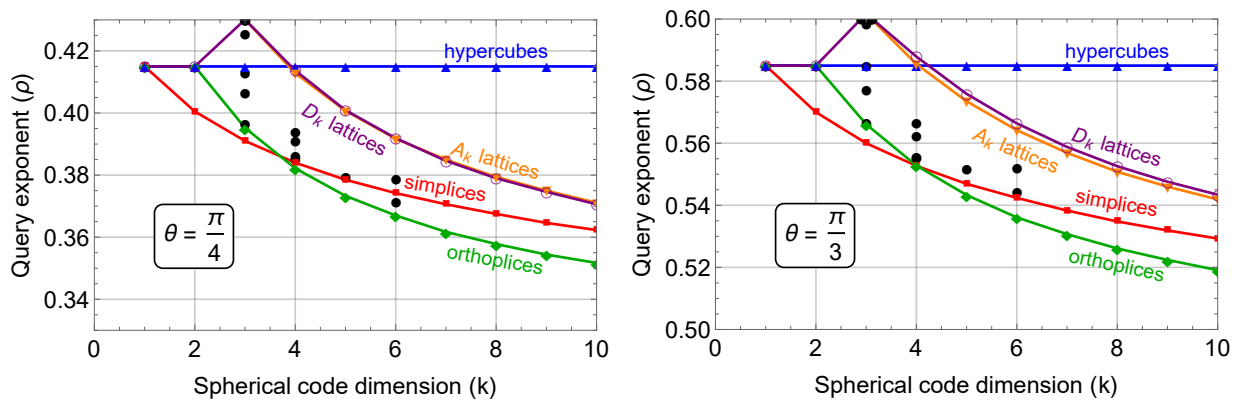 Query exponent (ρ)
0.42
0.40
0.38
0.36
0.34
hypercubes
D_k lattices
A_k lattices
simplices
orthoplices
θ = π/4
0 2 4 6 8 10
Spherical code dimension (k)
Query exponent (ρ)
0.60
0.58
0.56
0.54
0.52
0.50
hypercubes
D_k lattices
A_k lattices
simplices
orthoplices
θ = π/3
0 2 4 6 8 10
Spherical code dimension (k)